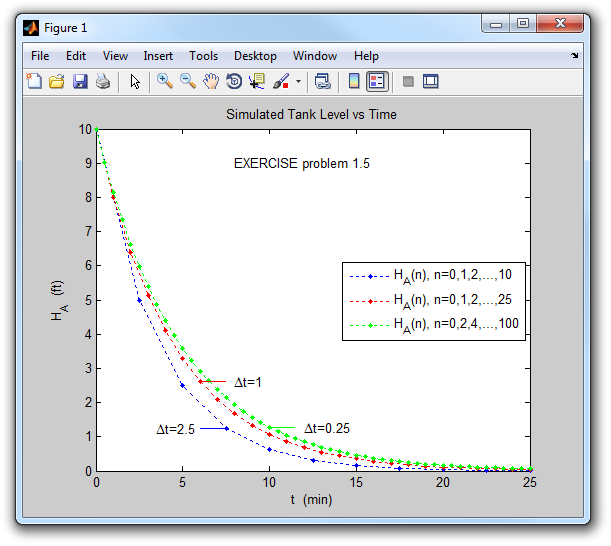 Figure 1
File Edit View Insert Tools Desktop Window Help
Simulated Tank Level vs Time
EXERCISE problem 1.5
10
9
8
7
6
5
4
3
2
1
0
H_A (ft)
H_A(n), n=0,1,2,...,10
H_A(n), n=0,1,2,...,25
H_A(n), n=0,2,4,...,100
Δt=1
Δt=2.5
Δt=0.25
0 5 10 15 20 25
t (min)